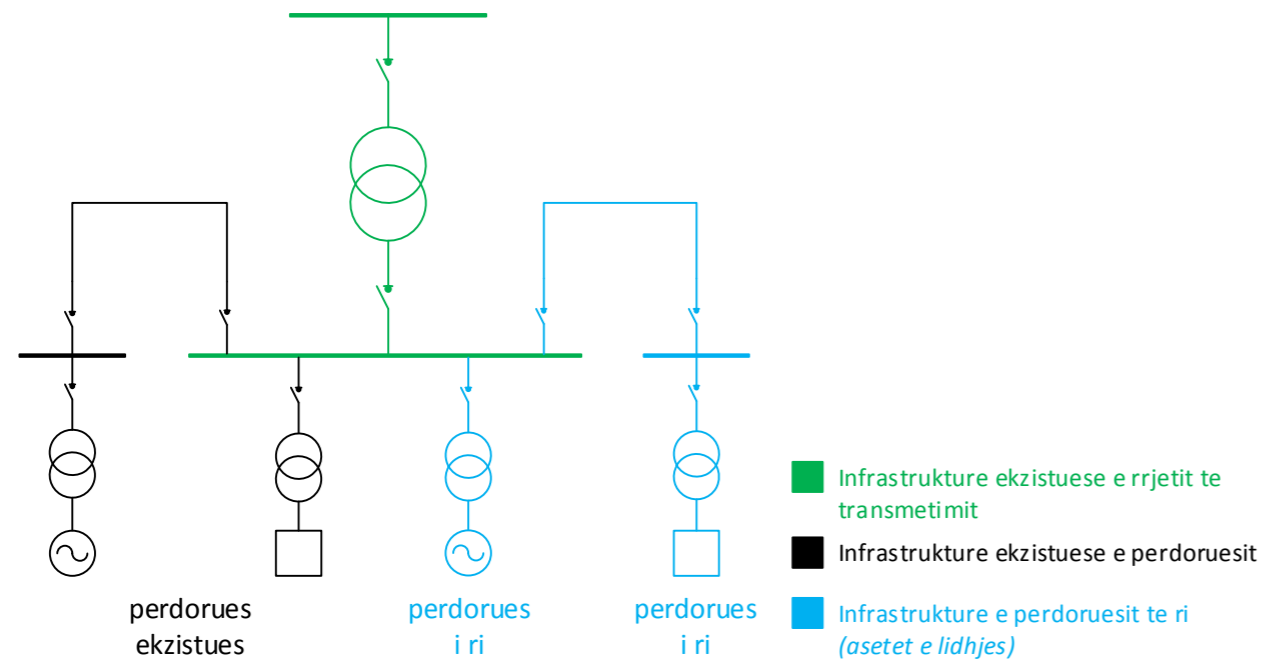 Infrastrukture ekzistuese e rrjetit te
transmetimit
Infrastrukture ekzistuese e perdoruesit
Infrastrukture e perdoruesit te ri
(asetet e lidhjes)
perdorues
ekzistues
perdorues
i ri
perdorues
i ri